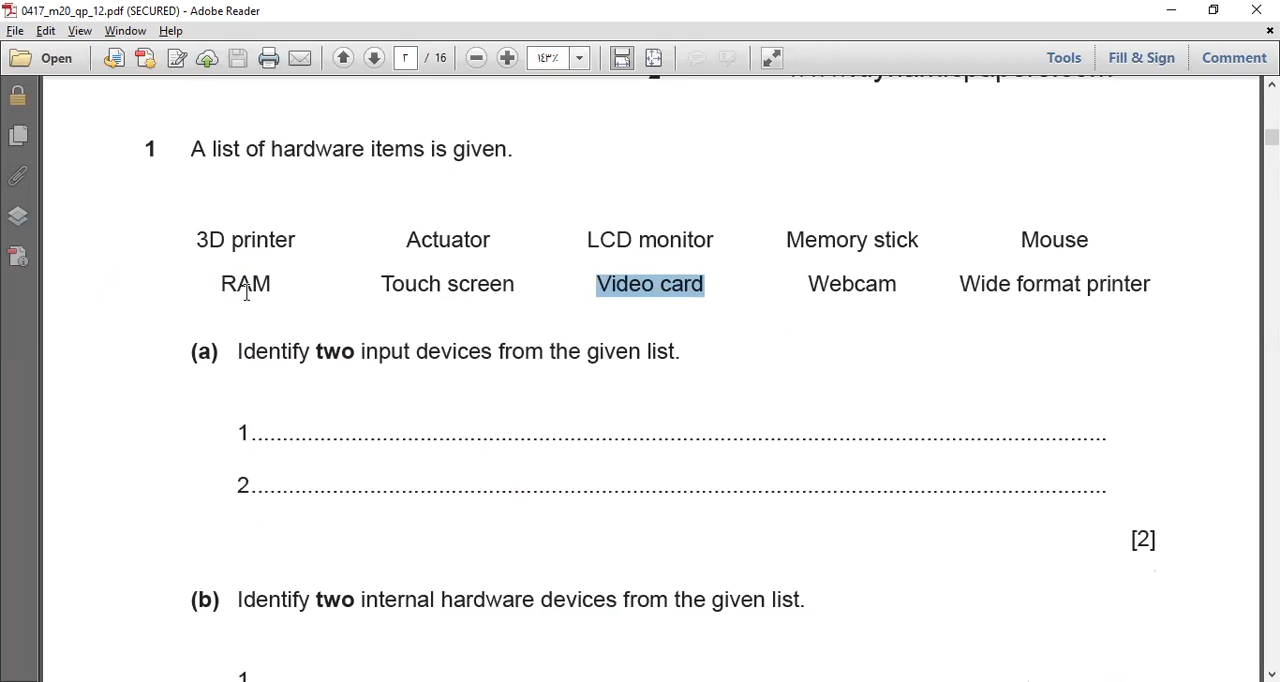 0417_m20_qp_12.pdf (SECURED) - Adobe Reader
File Edit View Window Help
Open ٣ / 16 ١٤٣٪ Tools Fill & Sign Comment
1 A list of hardware items is given.
3D printer Actuator LCD monitor Memory stick Mouse
RAM Touch screen Video card Webcam Wide format printer
(a) Identify two input devices from the given list.
1..........................................................................................................
2..........................................................................................................
[2]
(b) Identify two internal hardware devices from the given list.
1